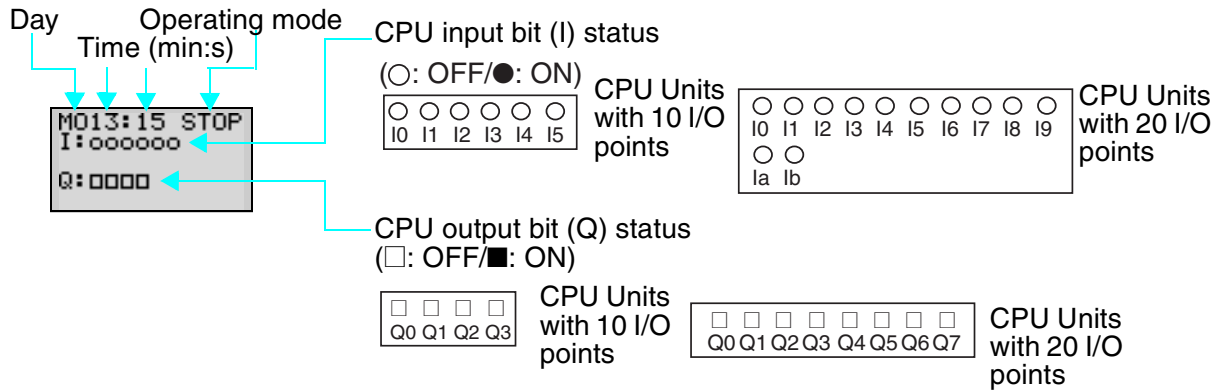 Day Operating mode
Time (min:s)
MO13:15 STOP
I:oooooo
Q:□□□□
CPU input bit (I) status
(○: OFF/●: ON)
I0 I1 I2 I3 I4 I5
CPU Units
with 10 I/O
points
I0 I1 I2 I3 I4 I5 I6 I7 I8 I9
Ia Ib
CPU Units
with 20 I/O
points
CPU output bit (Q) status
(□: OFF/■: ON)
Q0 Q1 Q2 Q3
CPU Units
with 10 I/O
points
Q0 Q1 Q2 Q3 Q4 Q5 Q6 Q7
CPU Units
with 20 I/O
points